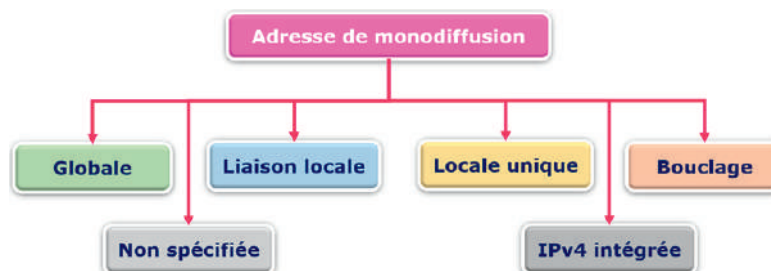 Adresse de monodiffusion
Globale
Liaison locale
Locale unique
Bouclage
Non spécifiée
IPv4 intégrée